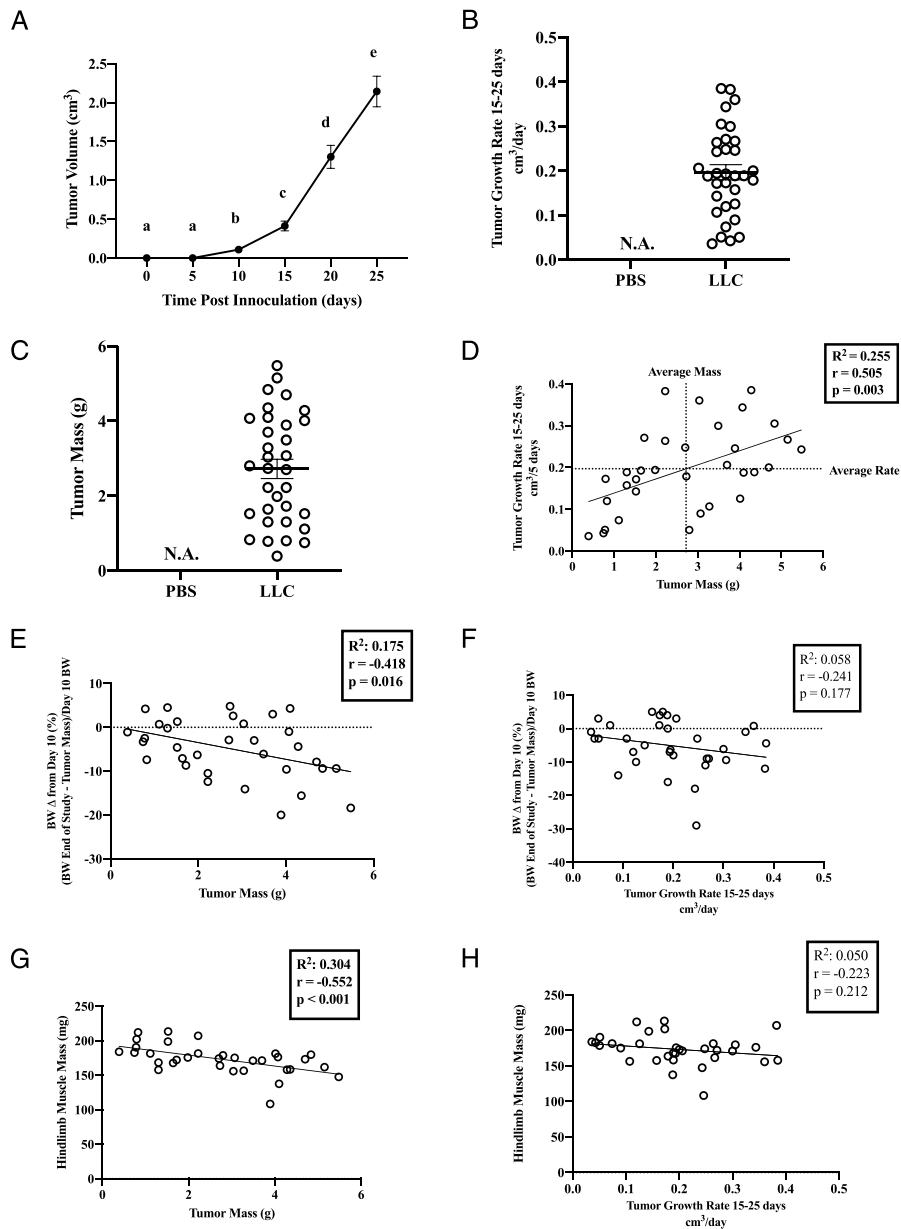 A
Tumor Volume (cm3)
2.5
2.0
1.5
1.0
0.5
0.0
a
a
b
c
d
e
0 5 10 15 20 25
Time Post Innoculation (days)
B
Tumor Growth Rate 15-25 days
cm3/day
0.5
0.4
0.3
0.2
0.1
0.0
N.A.
PBS LLC
C
Tumor Mass (g)
6
4
2
0
N.A.
PBS LLC
D
R2 = 0.255
r = 0.505
p = 0.003
Average Mass
Tumor Growth Rate 15-25 days
cm3/5 days
0.4
0.3
0.2
0.1
0.0
Average Rate
0 1 2 3 4 5 6
Tumor Mass (g)
E
R2: 0.175
r = -0.418
p = 0.016
BW Δ from Day 10 (%)
(BW End of Study - Tumor Mass)/Day 10 BW
10
0
-10
-20
-30
0 2 4 6
Tumor Mass (g)
F
R2: 0.058
r = -0.241
p = 0.177
BW Δ from Day 10 (%)
(BW End of Study - Tumor Mass)/Day 10 BW
10
0
-10
-20
-30
-40
0.0 0.1 0.2 0.3 0.4 0.5
Tumor Growth Rate 15-25 days
cm3/day
G
R2: 0.304
r = -0.552
p < 0.001
Hindlimb Muscle Mass (mg)
250
200
150
100
50
0
0 2 4 6
Tumor Mass (g)
H
R2: 0.050
r = -0.223
p = 0.212
Hindlimb Muscle Mass (mg)
250
200
150
100
50
0
0.0 0.1 0.2 0.3 0.4 0.5
Tumor Growth Rate 15-25 days
cm3/day